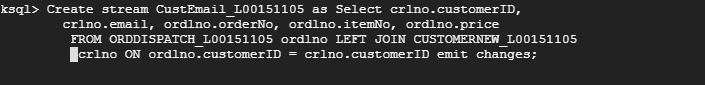 ksql> Create stream CustEmail_L00151105 as Select crlno.customerID,
crlno.email, ordlno.orderNo, ordlno.itemNo, ordlno.price
FROM ORDDISPATCH_L00151105 ordlno LEFT JOIN CUSTOMERNEW_L00151105
crlno ON ordlno.customerID = crlno.customerID emit changes;